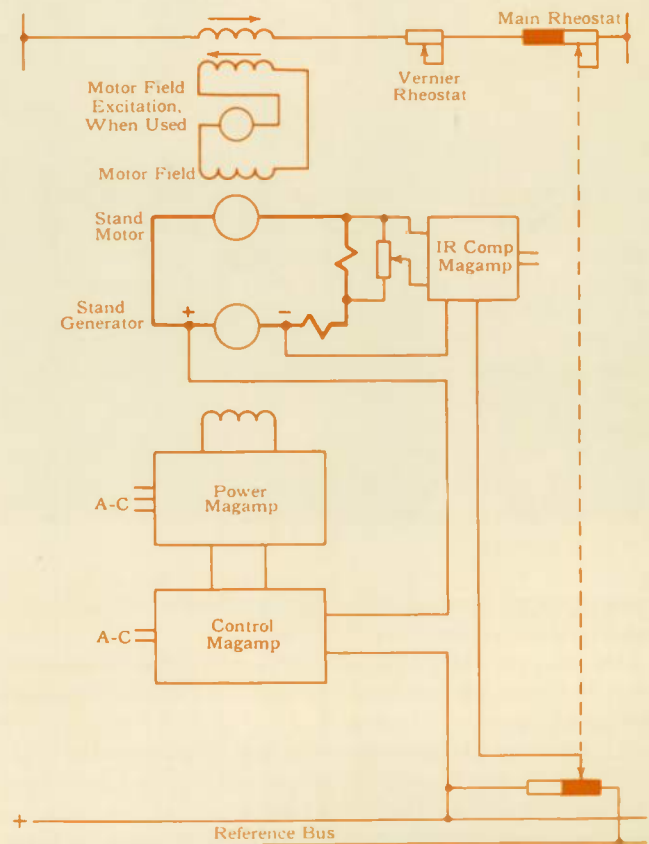 Main Rheostat
Vernier
Rheostat
Motor Field
Excitation,
When Used
Motor Field
Stand
Motor
IR Comp
Magamp
Stand
Generator
+
−
Power
Magamp
A-C
Control
Magamp
A-C
+
Reference Bus